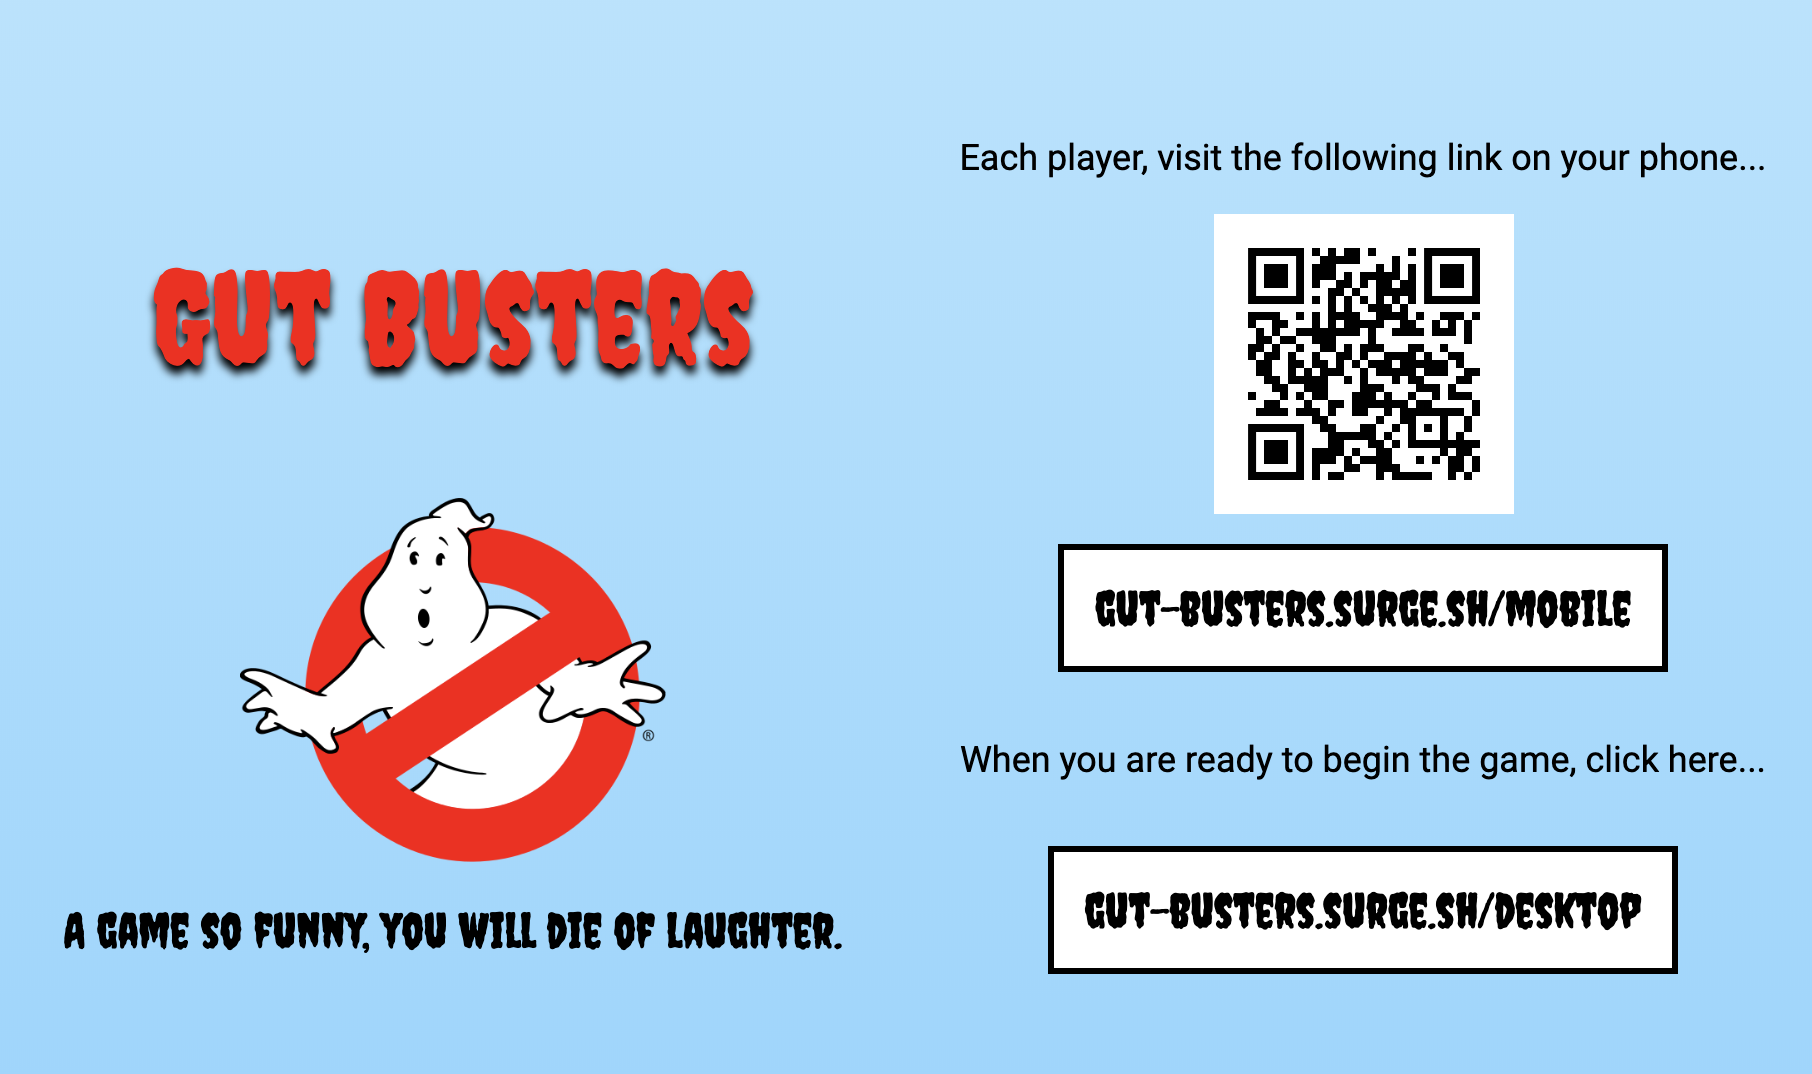 GUT BUSTERS
®
A GAME SO FUNNY, YOU WILL DIE OF LAUGHTER.
Each player, visit the following link on your phone...
GUT-BUSTERS.SURGE.SH/MOBILE
When you are ready to begin the game, click here...
GUT-BUSTERS.SURGE.SH/DESKTOP